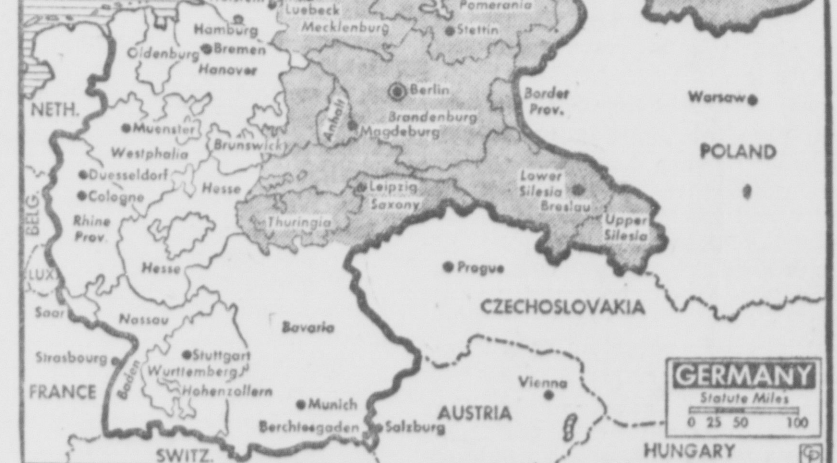 Luebeck
Pomerania
Mecklenburg
Hamburg
Stettin
Oldenburg
Bremen
Hanover
Berlin
Border
Prov.
Warsaw
NETH.
Anhalt
Brandenburg
Magdeburg
Muenster
Westphalia
Brunswick
POLAND
Duesseldorf
Cologne
Hesse
Leipzig
Saxony
Lower
Silesia
Breslau
BELG.
Rhine
Prov.
Thuringia
Upper
Silesia
Hesse
LUX.
Prague
Saar
Nassau
CZECHOSLOVAKIA
Bavaria
Strasbourg
Stuttgart
Wurttemberg
Hohenzollern
Baden
FRANCE
Vienna
GERMANY
Statute Miles
0 25 50 100
Munich
AUSTRIA
Berchtesgaden
Salzburg
SWITZ.
HUNGARY